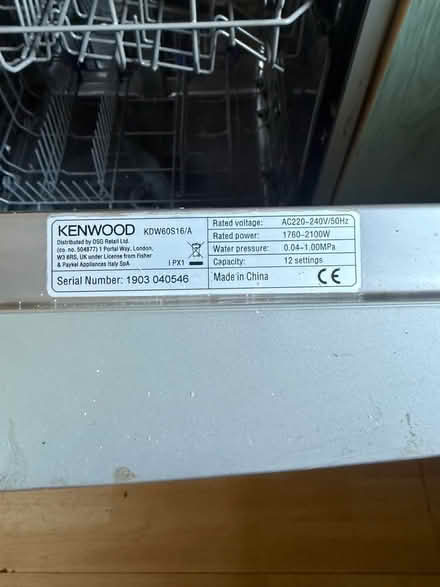 KENWOOD KDW60S16/A
Distributed by DSG Retail Ltd.
(co. no. 504877) 1 Portal Way, London,
W3 6RS, UK under License from Fisher
& Paykel Appliances Italy SpA
IPX1
Serial Number: 1903 040546
Rated voltage: AC220-240V/50Hz
Rated power: 1760-2100W
Water pressure: 0.04-1.00MPa
Capacity: 12 settings
Made in China CE